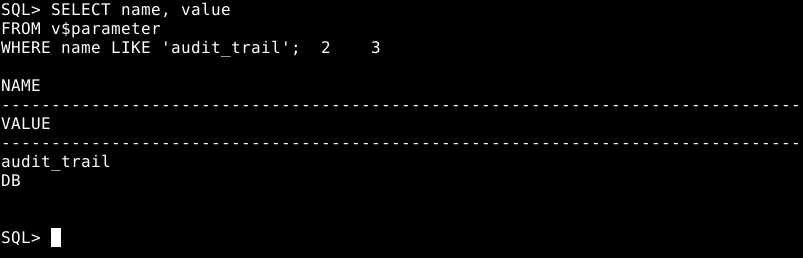 SQL> SELECT name, value
FROM v$parameter
WHERE name LIKE 'audit_trail';  2    3

NAME
--------------------------------------------------------------------------------
VALUE
--------------------------------------------------------------------------------
audit_trail
DB

SQL>